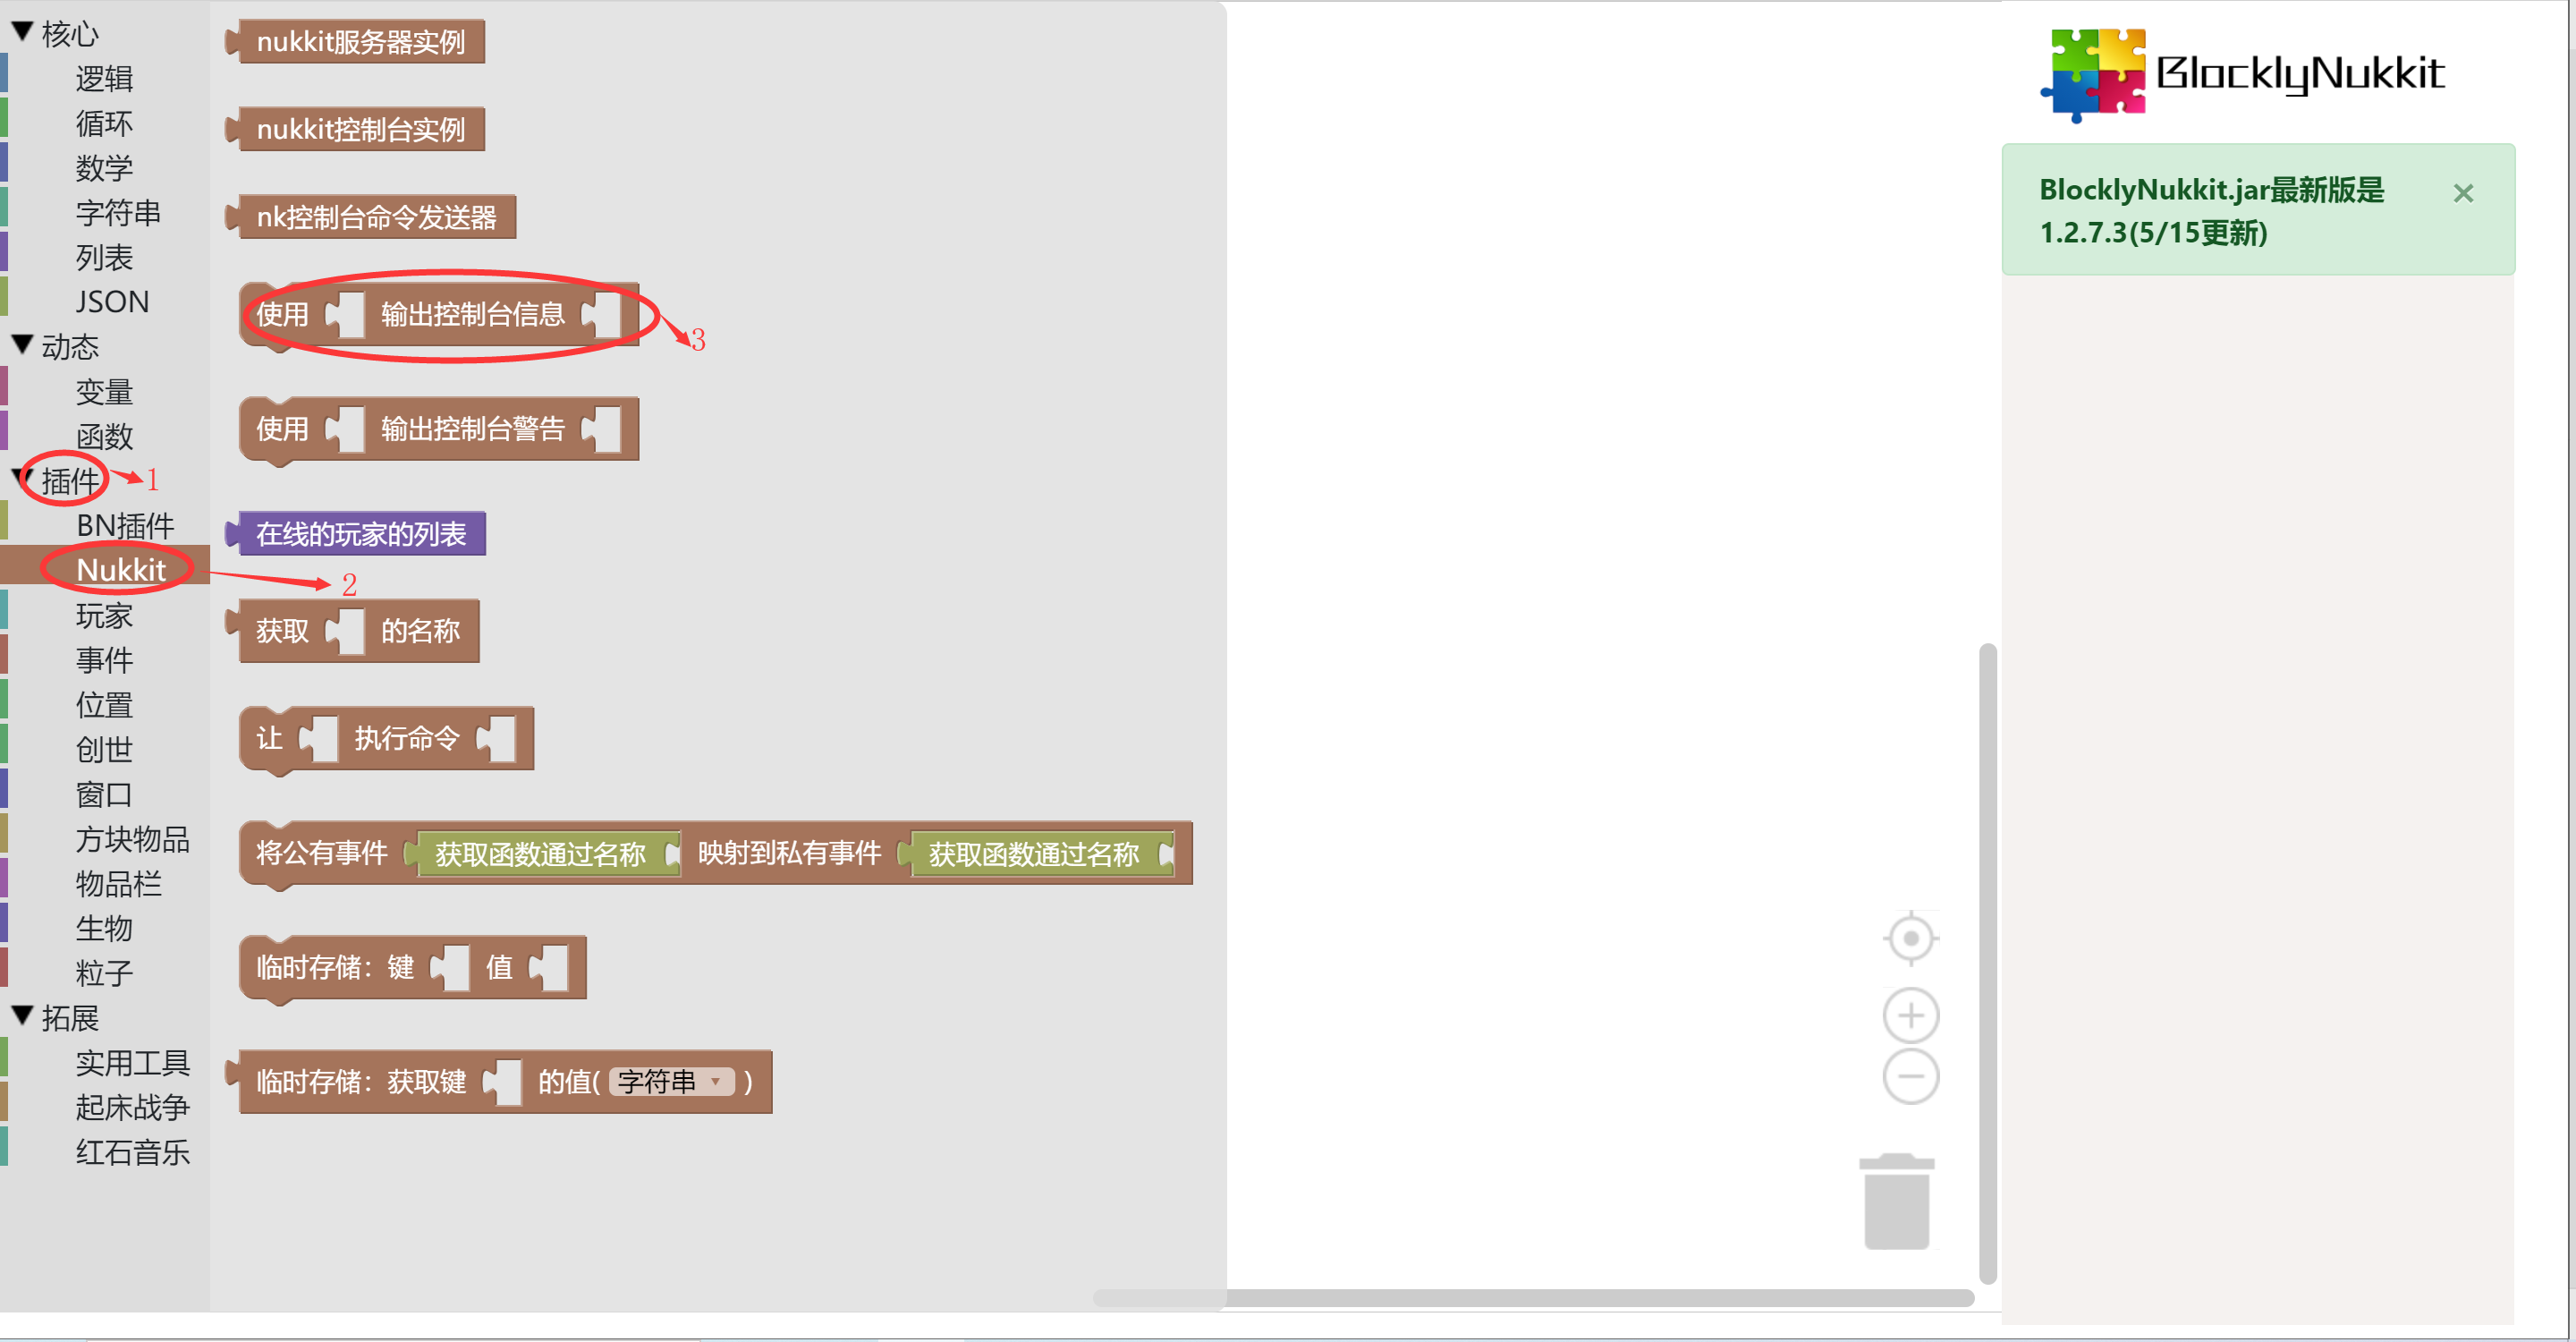 核心
逻辑
循环
数学
字符串
列表
JSON
动态
变量
函数
插件
1
BN插件
Nukkit
2
玩家
事件
位置
创世
窗口
方块物品
物品栏
生物
粒子
拓展
实用工具
起床战争
红石音乐
nukkit服务器实例
nukkit控制台实例
nk控制台命令发送器
使用 输出控制台信息
3
使用 输出控制台警告
在线的玩家的列表
获取 的名称
让 执行命令
将公有事件 获取函数通过名称 映射到私有事件 获取函数通过名称
临时存储：键 值
临时存储：获取键 的值( 字符串 )
BlocklyNukkit
BlocklyNukkit.jar最新版是
1.2.7.3(5/15更新)
×